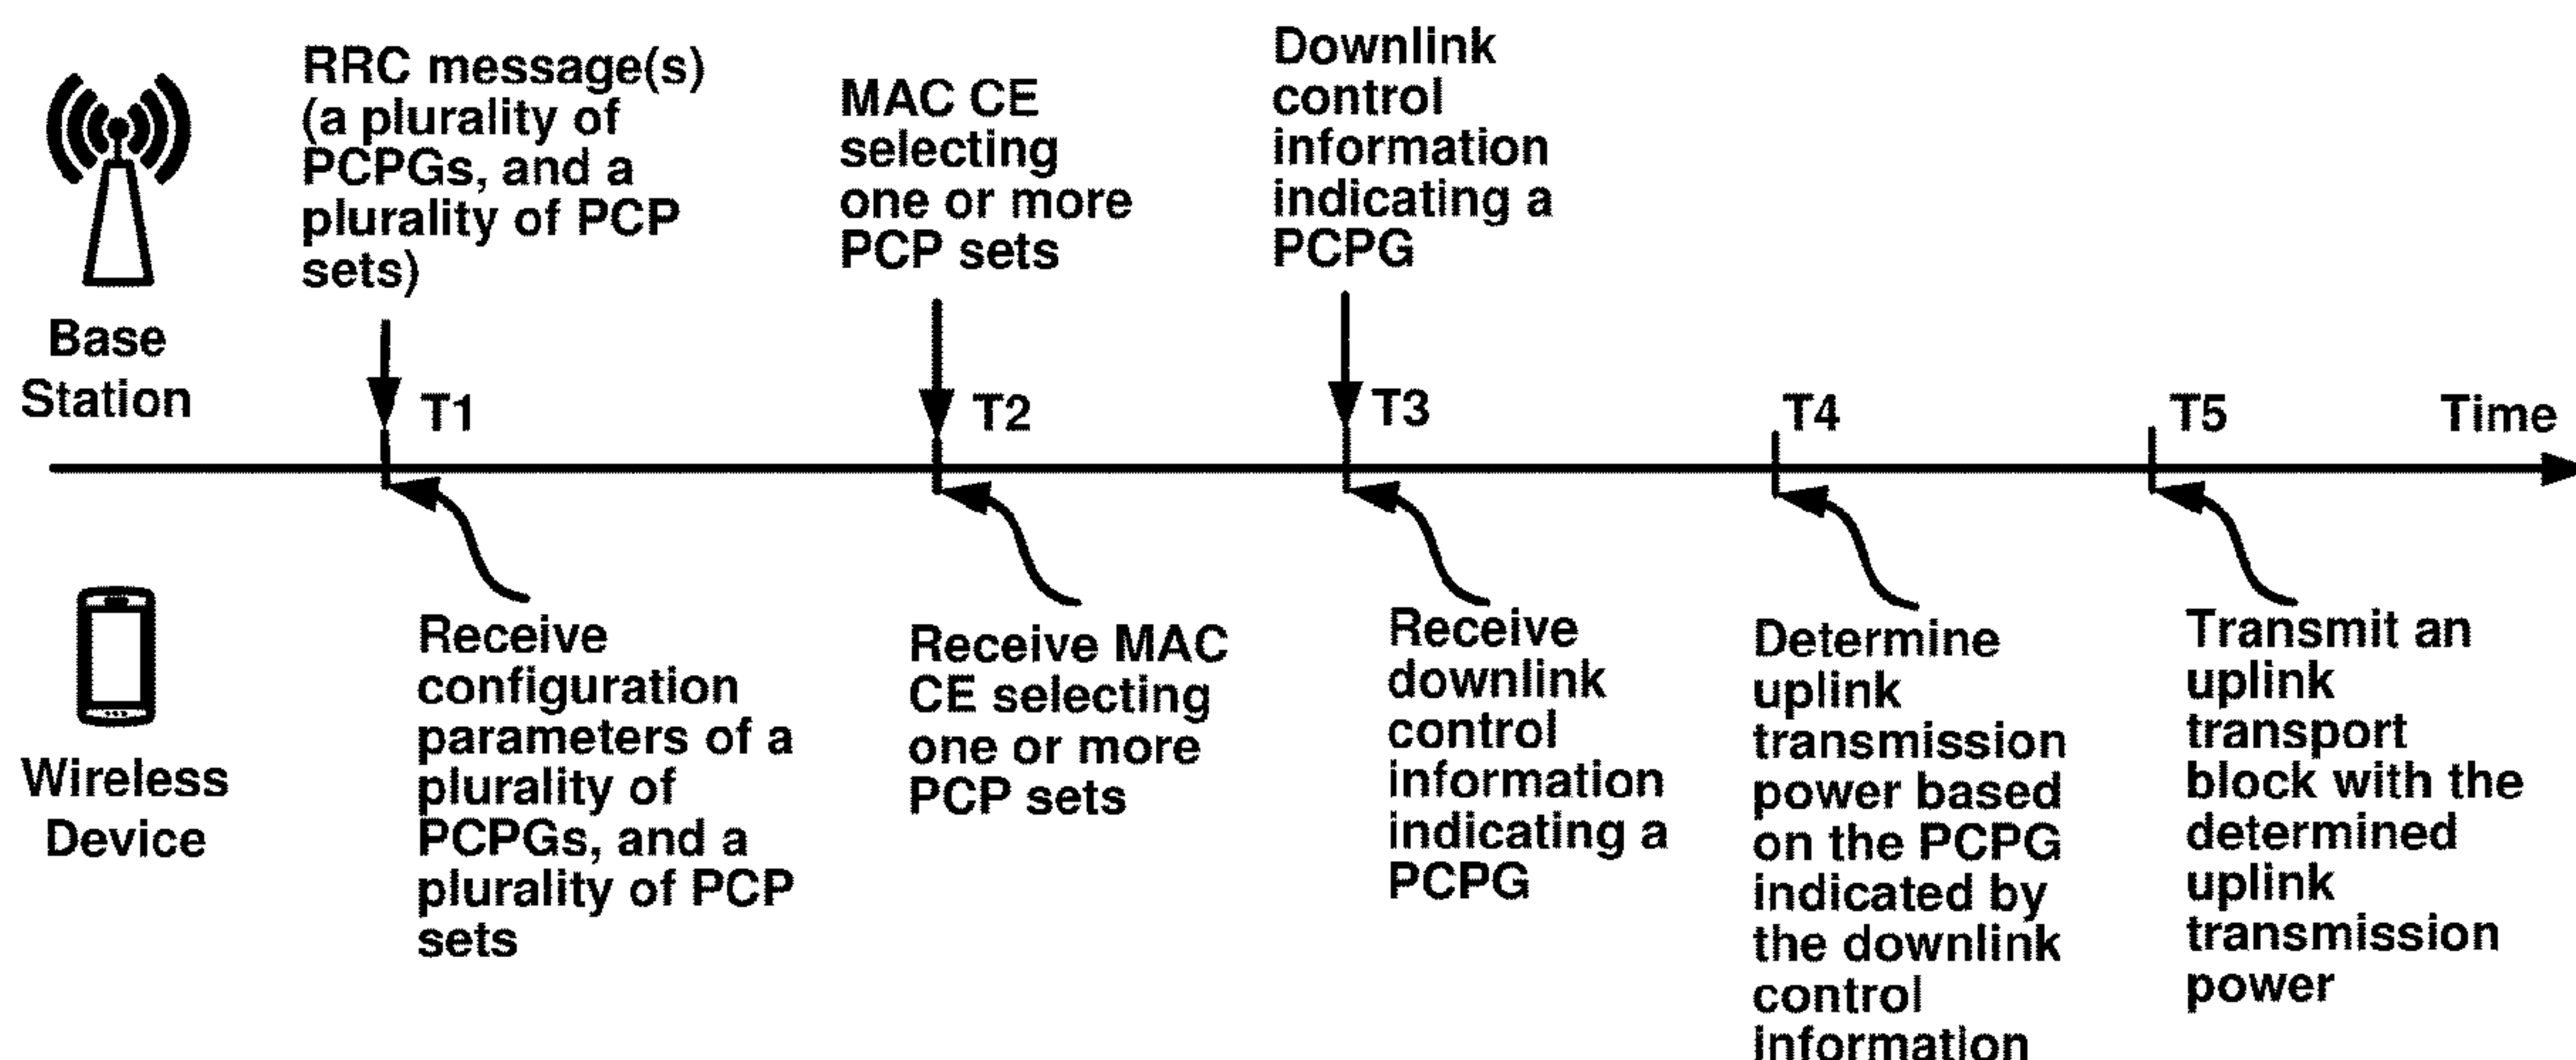 RRC message(s)
(a plurality of
PCPGs, and a
plurality of PCP
sets)
MAC CE
selecting
one or more
PCP sets
Downlink
control
information
indicating a
PCPG
Base
Station
T1
T2
T3
T4
T5
Time
Wireless
Device
Receive
configuration
parameters of a
plurality of
PCPGs, and a
plurality of PCP
sets
Receive MAC
CE selecting
one or more
PCP sets
Receive
downlink
control
information
indicating a
PCPG
Determine
uplink
transmission
power based
on the PCPG
indicated by
the downlink
control
information
Transmit an
uplink
transport
block with the
determined
uplink
transmission
power